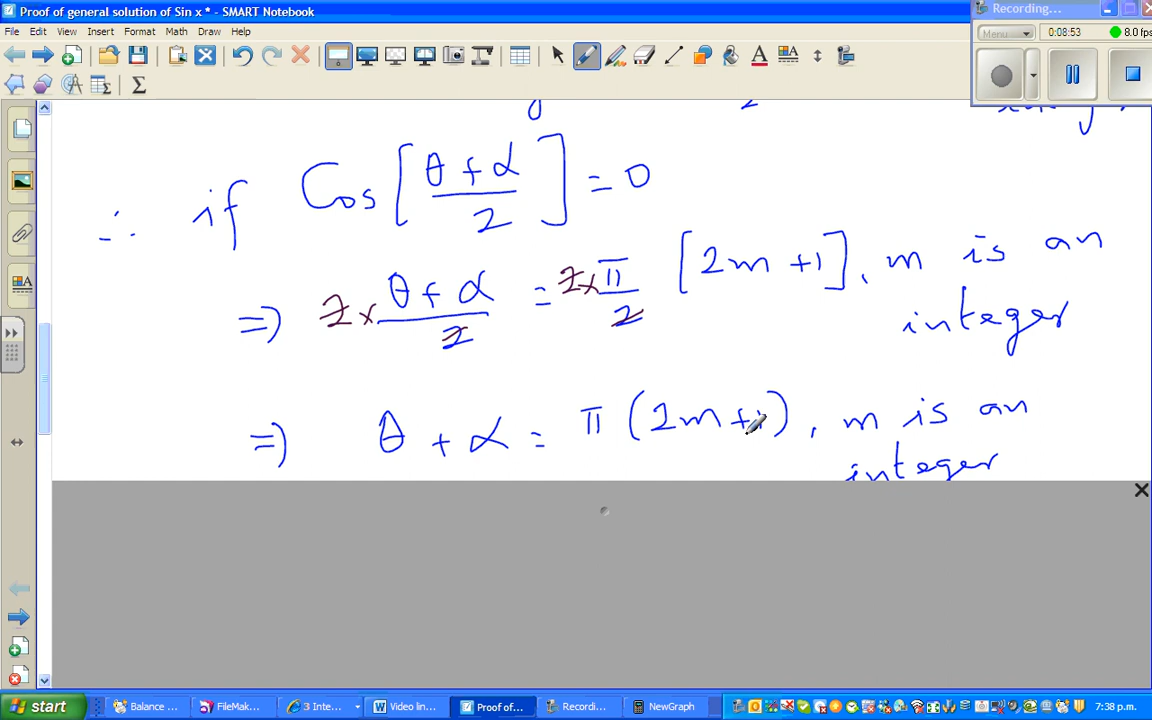 Proof of general solution of Sin x * - SMART Notebook
Recording...
File Edit View Insert Format Math Draw Help
Menu
0:08:53
8.0 fps
∴ if Cos[(θ+α)/2] = 0
⇒ 2×(θ+α)/2 = 2×π/2 [2m+1], m is an
integer
⇒ θ + α = π(2m+1), m is an
integer
start
Balance ...
FileMak...
3 Inte...
Video lin...
Proof of...
Recordi...
NewGraph
7:38 p.m.